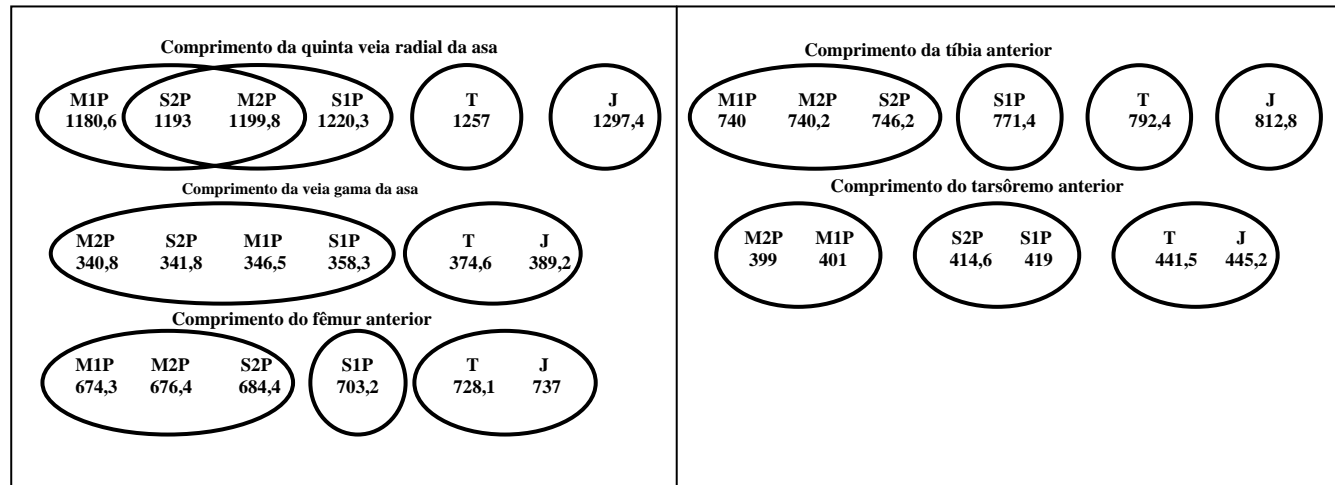 Comprimento da quinta veia radial da asa
M1P S2P M2P S1P T J
1180,6 1193 1199,8 1220,3 1257 1297,4
Comprimento da veia gama da asa
M2P S2P M1P S1P T J
340,8 341,8 346,5 358,3 374,6 389,2
Comprimento do fêmur anterior
M1P M2P S2P S1P T J
674,3 676,4 684,4 703,2 728,1 737
Comprimento da tíbia anterior
M1P M2P S2P S1P T J
740 740,2 746,2 771,4 792,4 812,8
Comprimento do tarsôremo anterior
M2P M1P S2P S1P T J
399 401 414,6 419 441,5 445,2